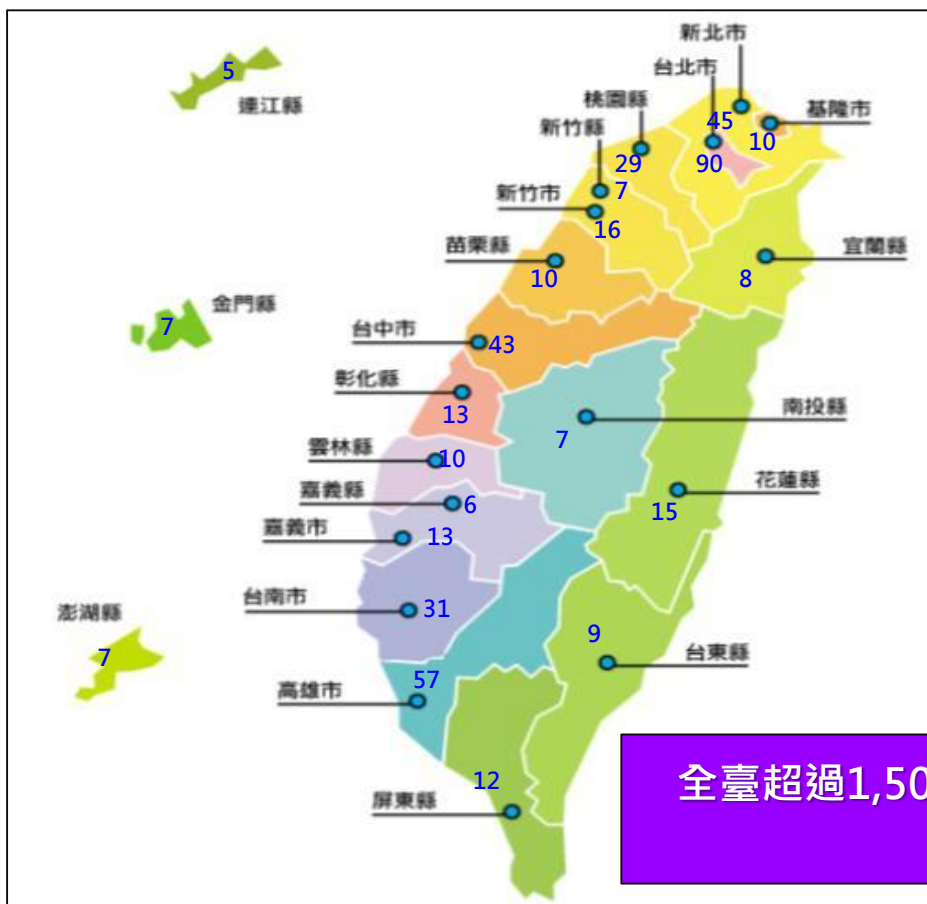 新北市
台北市
桃園縣
新竹縣
新竹市
苗栗縣
台中市
彰化縣
雲林縣
嘉義縣
嘉義市
台南市
高雄市
屏東縣
基隆市
宜蘭縣
南投縣
花蓮縣
台東縣
連江縣
金門縣
澎湖縣
45
90
29
7
16
10
43
13
10
6
13
31
57
12
10
8
7
15
9
5
7
7
全臺超過1,50